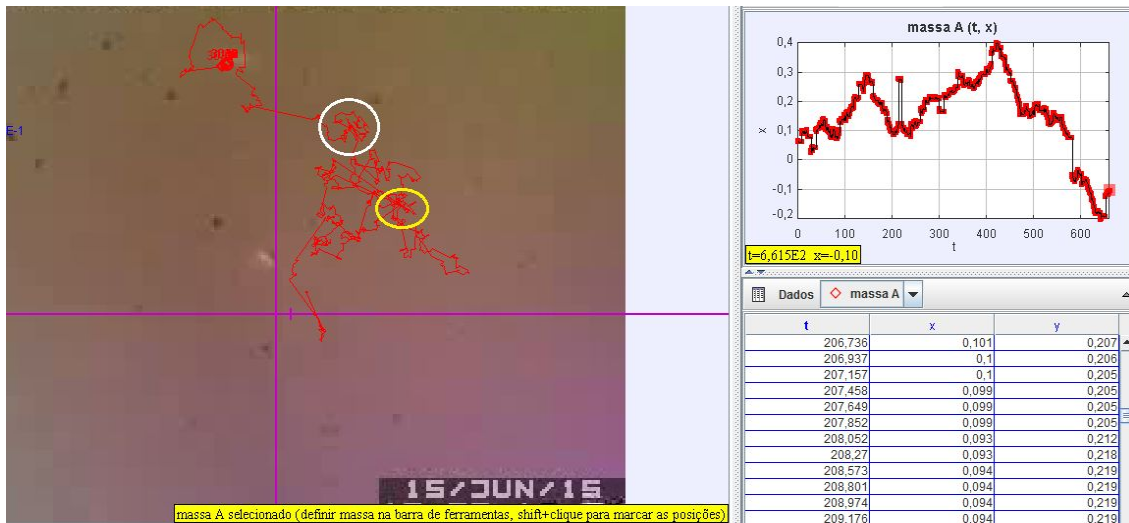 3000
E-1
15/JUN/15
massa A selecionado (definir massa na barra de ferramentas, shift+clique para marcar as posições)
massa A (t, x)
x
0,4
0,3
0,2
0,1
0
-0,1
-0,2
0 100 200 300 400 500 600
t
t=6,615E2 x=-0,10
Dados massa A
t x y
206,736 0,101 0,207
206,937 0,1 0,206
207,157 0,1 0,205
207,458 0,099 0,205
207,649 0,099 0,205
207,852 0,099 0,205
208,052 0,093 0,212
208,27 0,093 0,218
208,573 0,094 0,219
208,801 0,094 0,219
208,974 0,094 0,219
209,176 0,094 0,219